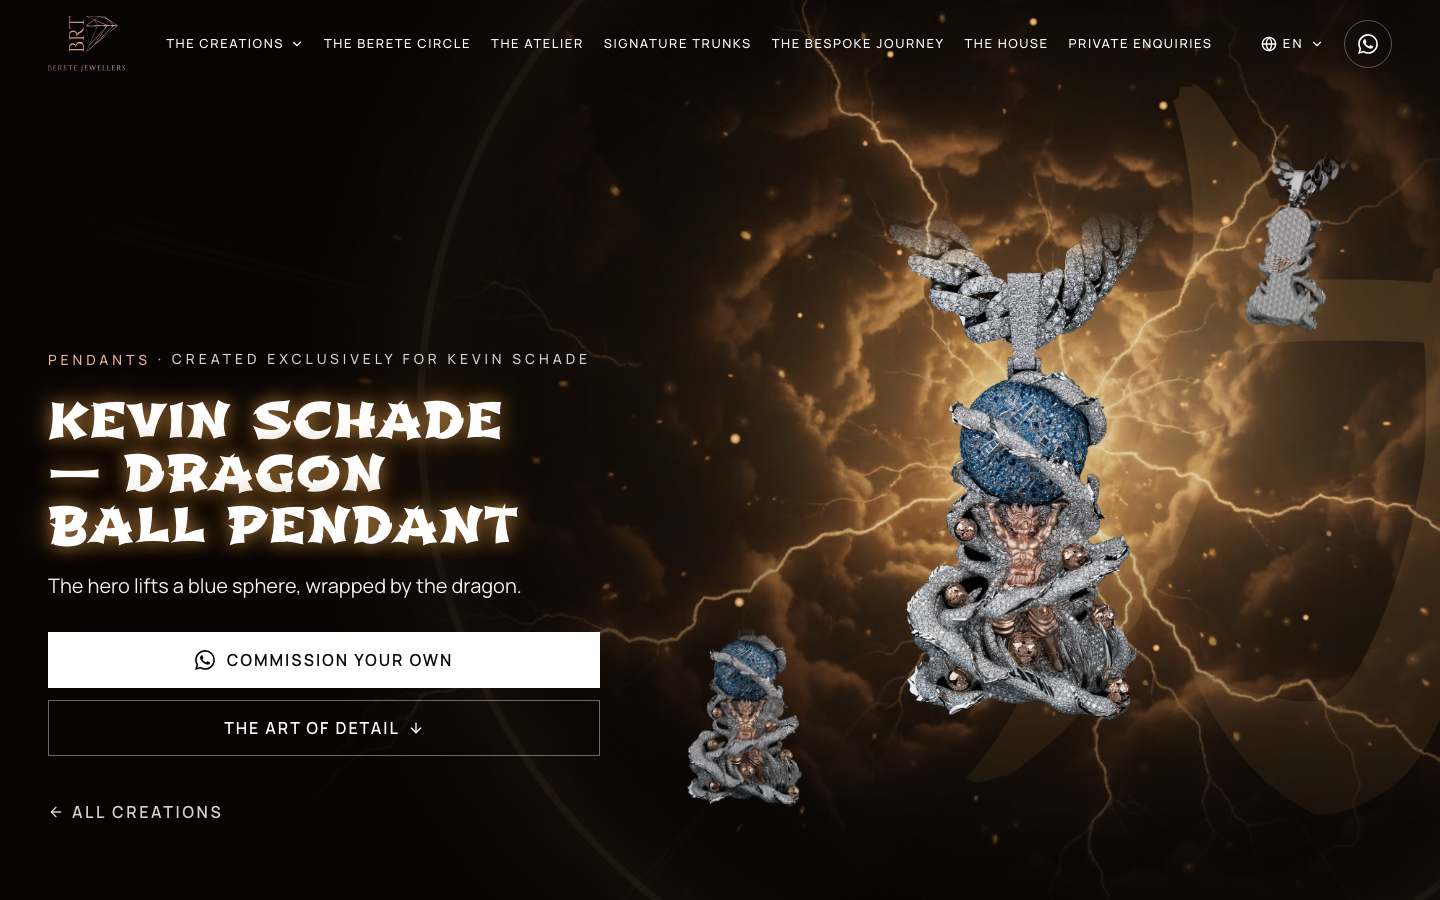 BRT
BERETE JEWELLERS
THE CREATIONS
THE BERETE CIRCLE
THE ATELIER
SIGNATURE TRUNKS
THE BESPOKE JOURNEY
THE HOUSE
PRIVATE ENQUIRIES
EN
PENDANTS · CREATED EXCLUSIVELY FOR KEVIN SCHADE
KEVIN SCHADE
— DRAGON
BALL PENDANT
The hero lifts a blue sphere, wrapped by the dragon.
COMMISSION YOUR OWN
THE ART OF DETAIL ↓
← ALL CREATIONS